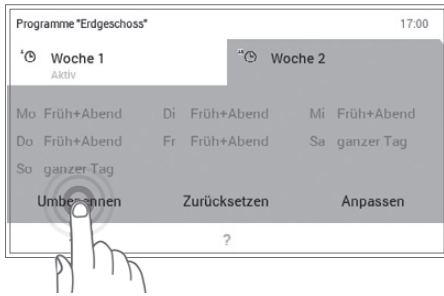 Programme "Erdgeschoss" 17:00
Woche 1 Woche 2
Aktiv
Mo Früh+Abend Di Früh+Abend Mi Früh+Abend
Do Früh+Abend Fr Früh+Abend Sa ganzer Tag
So ganzer Tag
Umbenennen Zurücksetzen Anpassen
?